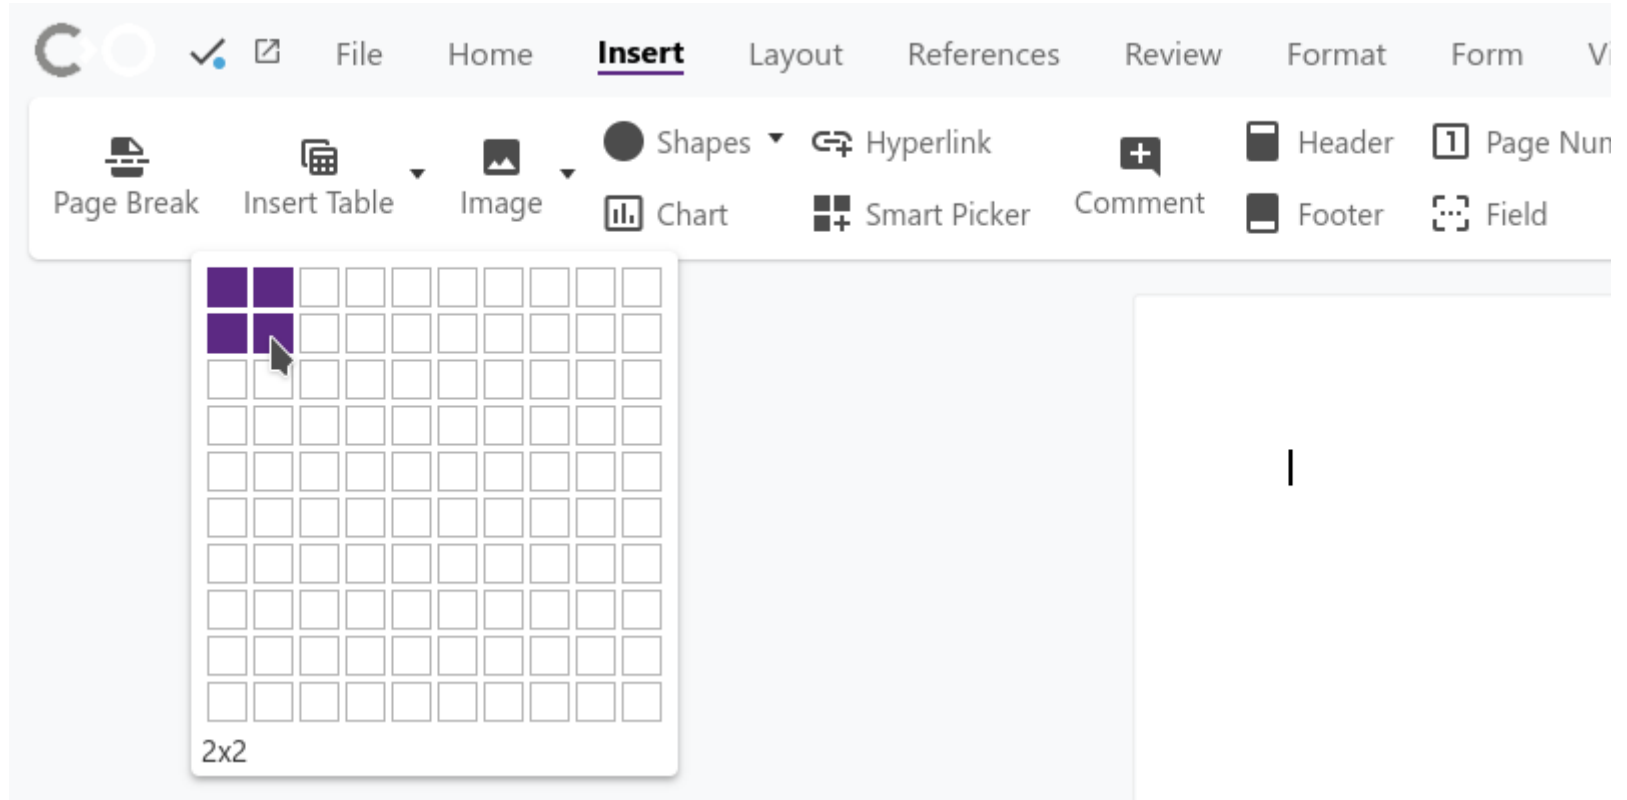 File Home Insert Layout References Review Format Form
Shapes Hyperlink Header
Page Break Insert Table Image Comment
Chart Smart Picker Footer Field
Page
2x2